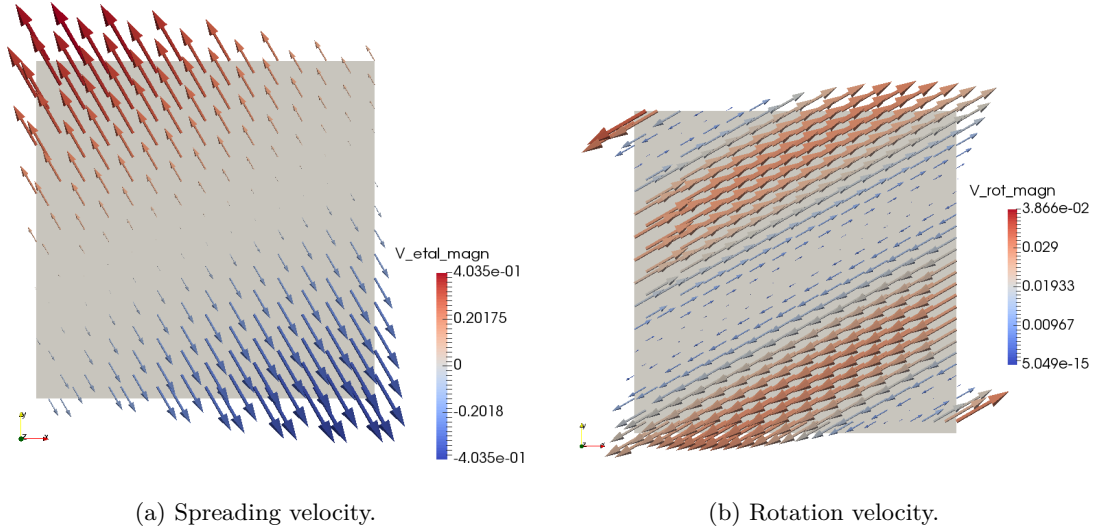 V_etal_magn
4.035e-01
0.20175
0
-0.2018
-4.035e-01
y
z
x
(a) Spreading velocity.
V_rot_magn
3.866e-02
0.029
0.01933
0.00967
5.049e-15
y
z
x
(b) Rotation velocity.